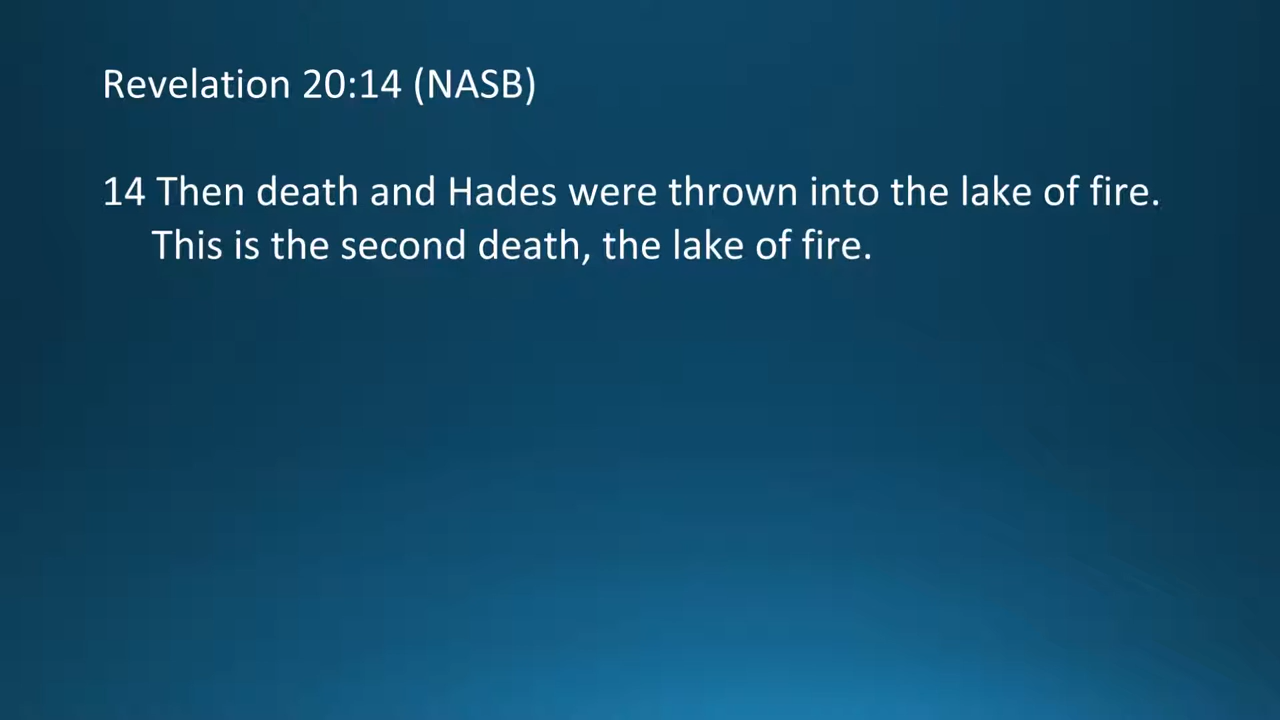 Revelation 20:14 (NASB)
14 Then death and Hades were thrown into the lake of fire.
This is the second death, the lake of fire.